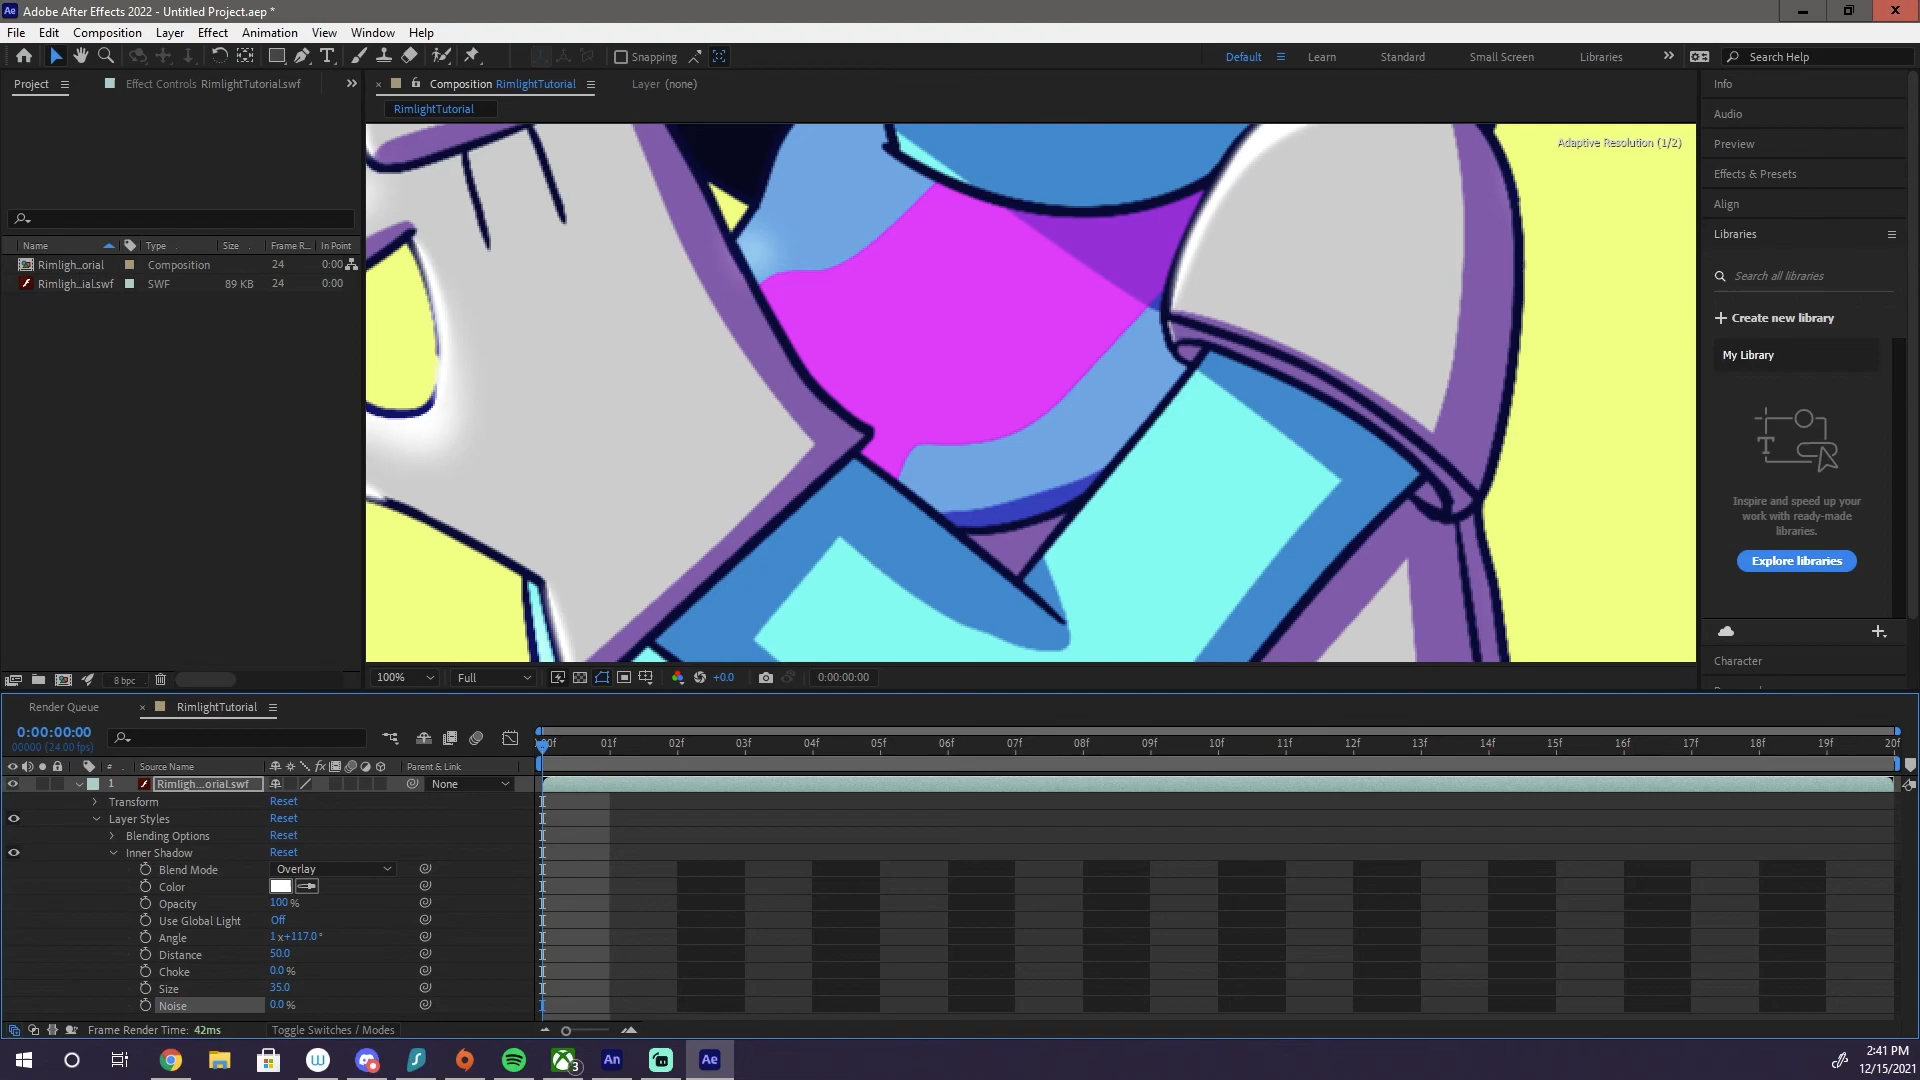 Adobe After Effects 2022 - Untitled Project.aep *
File Edit Composition Layer Effect Animation View Window Help
Snapping
Default Learn Standard Small Screen Libraries Search Help
Project Effect Controls RimlightTutorial.swf
Composition RimlightTutorial Layer (none)
RimlightTutorial
Adaptive Resolution (1/2)
Name Type Size Frame R... In Point
Rimligh_orial Composition 24 0:00
Rimligh...ial.swf SWF 89 KB 24 0:00
Info
Audio
Preview
Effects & Presets
Align
Libraries
Search all libraries
+ Create new library
My Library
Inspire and speed up your
work with ready-made
libraries.
Explore libraries
Character
8 bpc
100% Full +0.0 0:00:00:00
Render Queue RimlightTutorial
0:00:00:00
00000 (24.00 fps)
01f 02f 03f 04f 05f 06f 07f 08f 09f 10f 11f 12f 13f 14f 15f 16f 17f 18f 19f 20f
# Source Name fx Parent & Link
1 Rimligh...orial.swf None
Transform Reset
Layer Styles Reset
Blending Options Reset
Inner Shadow Reset
Blend Mode Overlay
Color
Opacity 100 %
Use Global Light Off
Angle 1x+117.0°
Distance 50.0
Choke 0.0 %
Size 35.0
Noise 0.0 %
Frame Render Time: 42ms Toggle Switches / Modes
An Ae 3
2:41 PM
12/15/2021